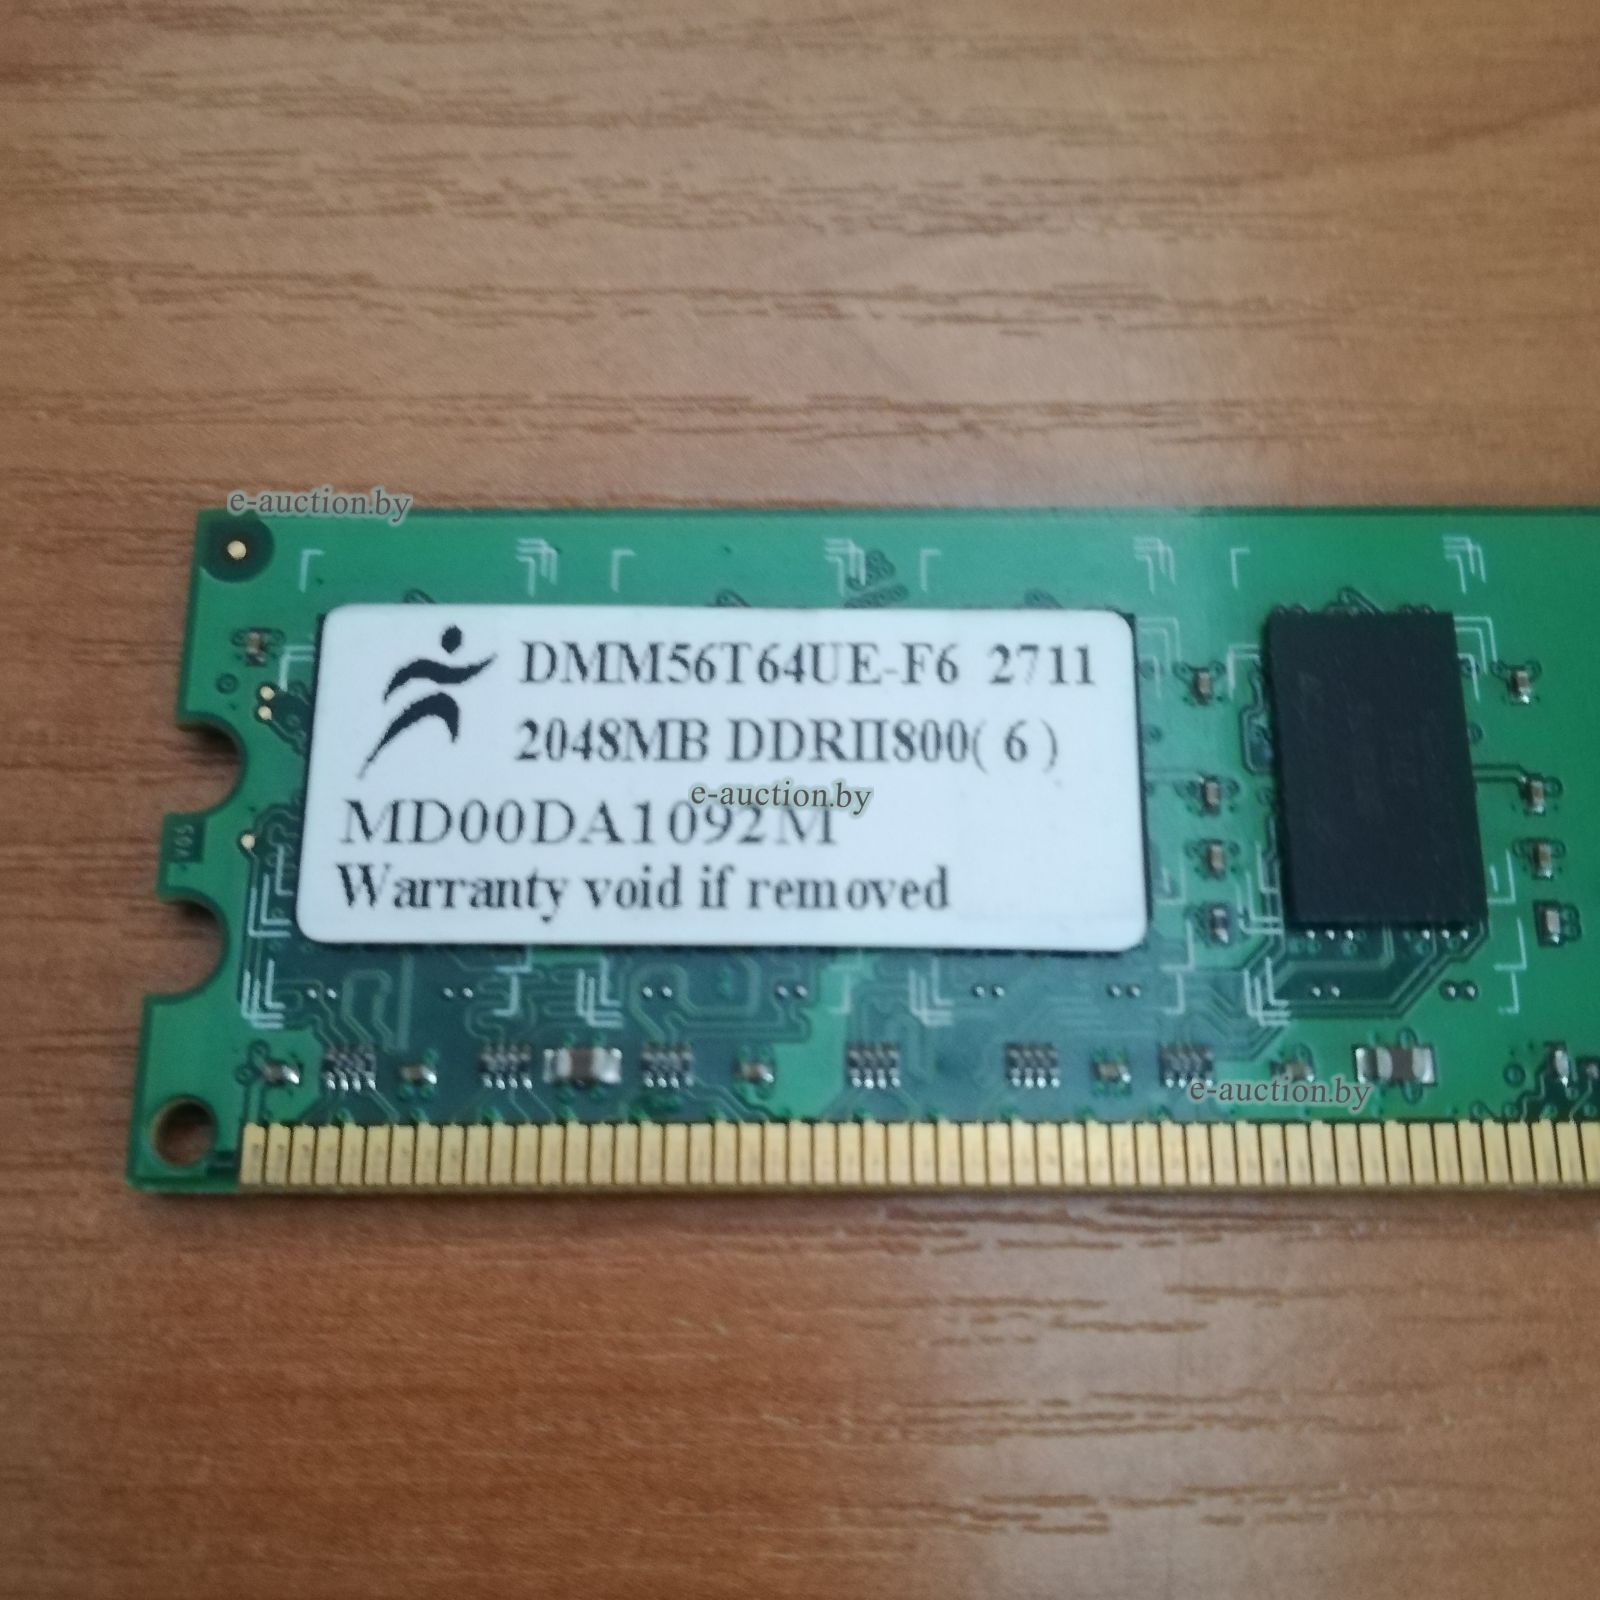 e-auction.by
DMM56T64UE-F6 2711
2048MB DDRII800( 6 )
e-auction.by
MD00DA1092M
Warranty void if removed
e-auction.by